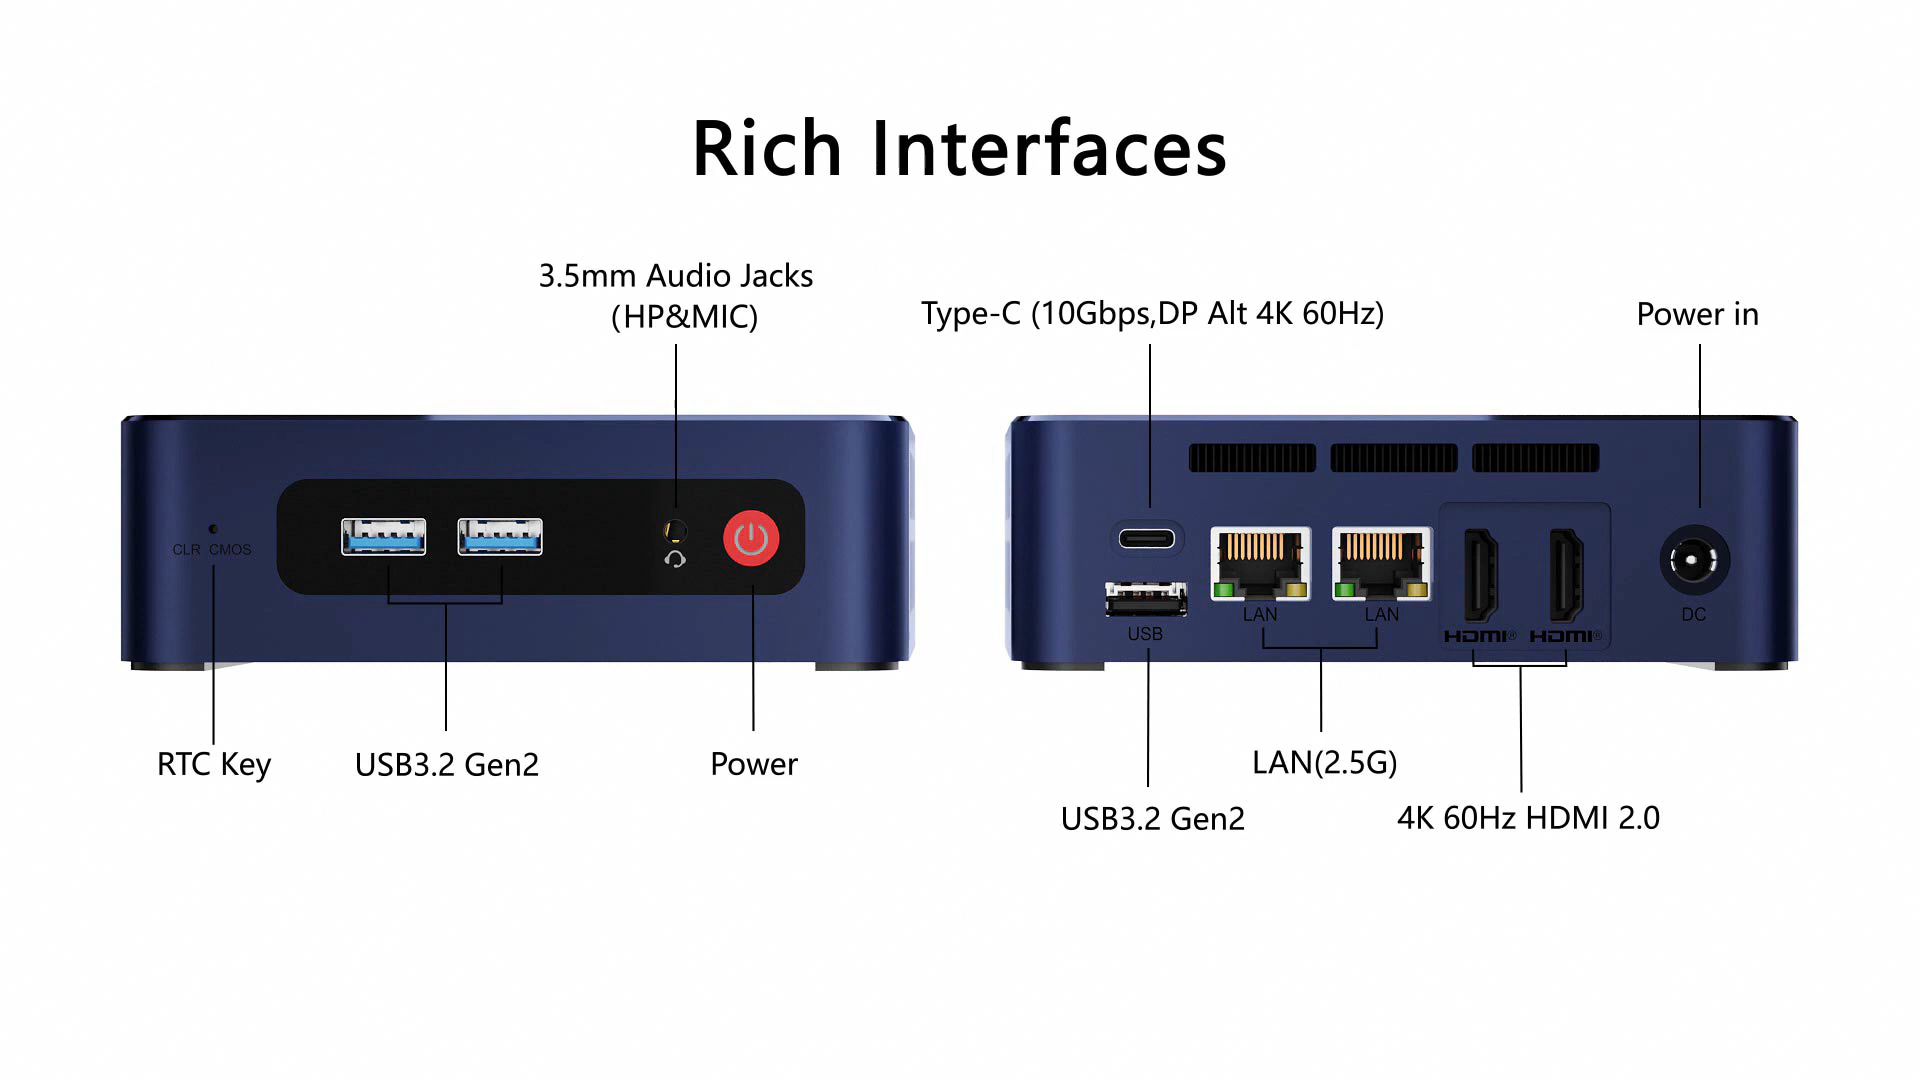 Rich Interfaces
3.5mm Audio Jacks
(HP&MIC)
Type-C (10Gbps,DP Alt 4K 60Hz)
Power in
CLR CMOS
USB
LAN
LAN
HDMI®
HDMI®
DC
RTC Key
USB3.2 Gen2
Power
LAN(2.5G)
USB3.2 Gen2
4K 60Hz HDMI 2.0